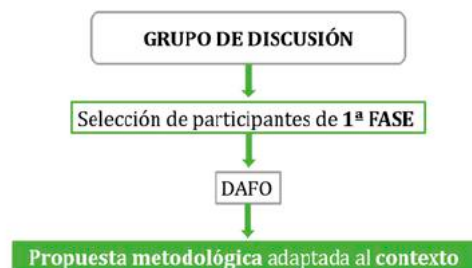 GRUPO DE DISCUSIÓN
Selección de participantes de 1ª FASE
DAFO
Propuesta metodológica adaptada al contexto